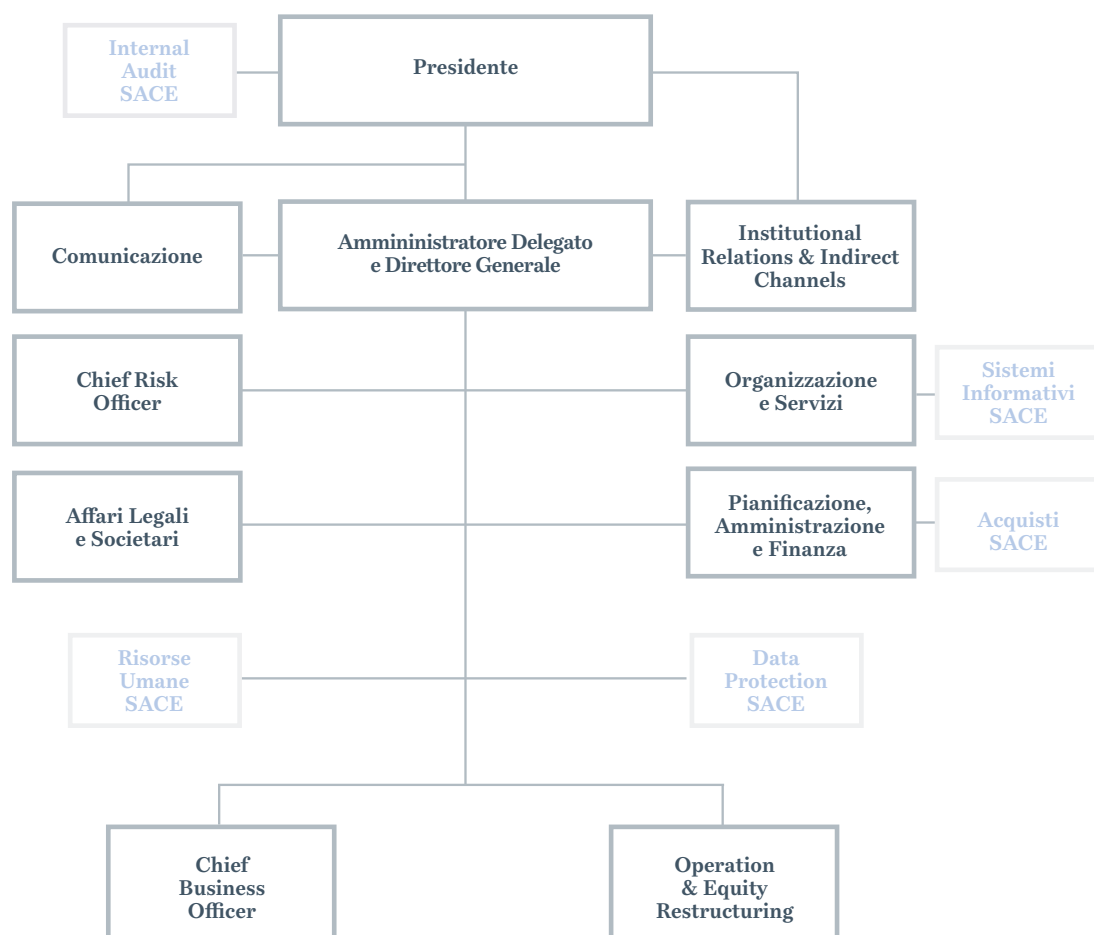 Internal
Audit
SACE
Presidente
Comunicazione
Ammininistratore Delegato
e Direttore Generale
Institutional
Relations & Indirect
Channels
Chief Risk
Officer
Organizzazione
e Servizi
Sistemi
Informativi
SACE
Affari Legali
e Societari
Pianificazione,
Amministrazione
e Finanza
Acquisti
SACE
Risorse
Umane
SACE
Data
Protection
SACE
Chief
Business
Officer
Operation
& Equity
Restructuring